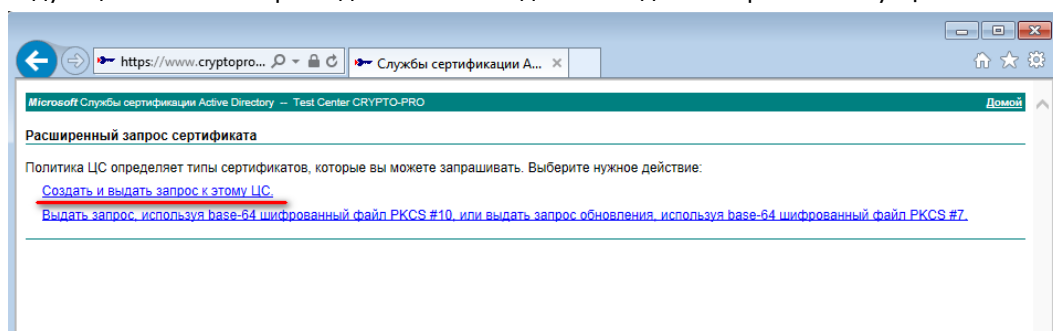 https://www.cryptopro...
Службы сертификации А...
Microsoft Службы сертификации Active Directory -- Test Center CRYPTO-PRO Домой
Расширенный запрос сертификата
Политика ЦС определяет типы сертификатов, которые вы можете запрашивать. Выберите нужное действие:
Создать и выдать запрос к этому ЦС.
Выдать запрос, используя base-64 шифрованный файл PKCS #10, или выдать запрос обновления, используя base-64 шифрованный файл PKCS #7.